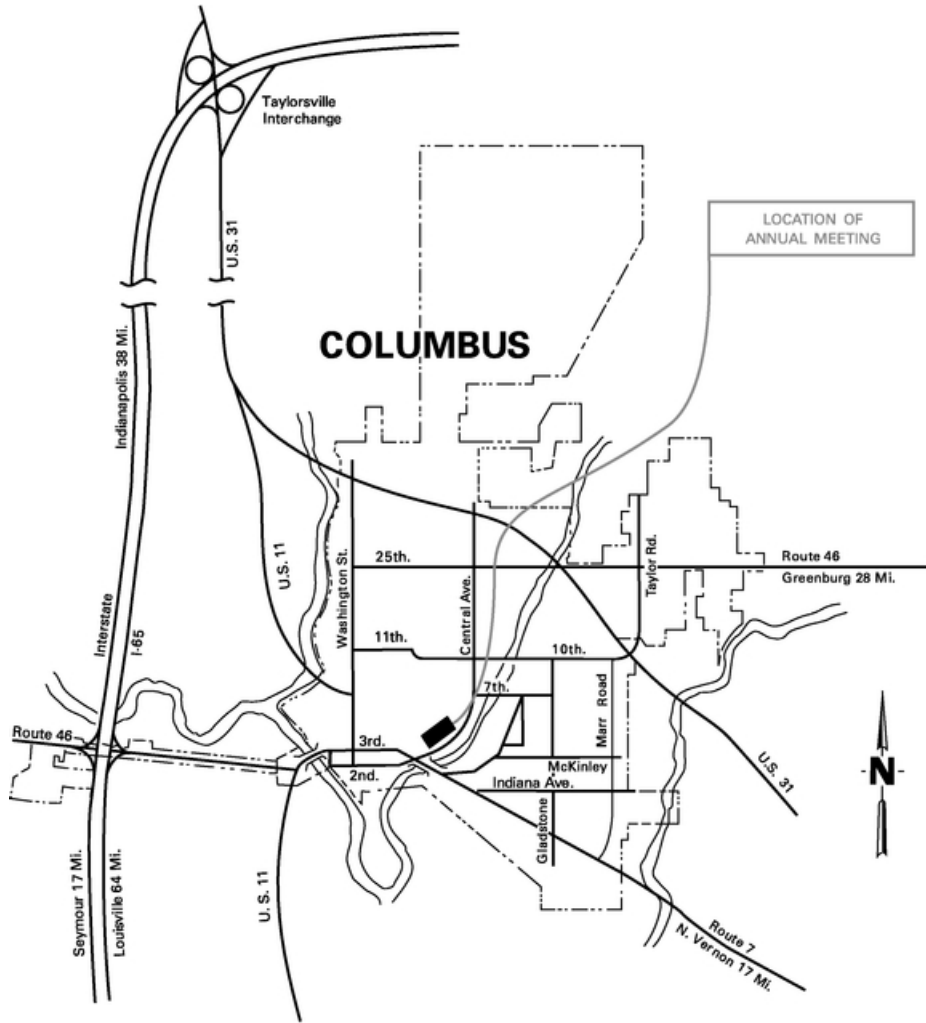 Taylorsville
Interchange
U.S. 31
LOCATION OF
ANNUAL MEETING
COLUMBUS
Indianapolis 38 Mi.
U.S. 11
Washington St.
25th.
Central Ave.
Taylor Rd.
Route 46
Greenburg 28 Mi.
Interstate
I-65
11th.
10th.
7th.
Marr Road
Route 46
3rd.
2nd.
McKinley
Indiana Ave.
Gladstone
U.S. 31
N
Seymour 17 Mi.
Louisville 64 Mi.
U.S. 11
Route 7
N. Vernon 17 Mi.